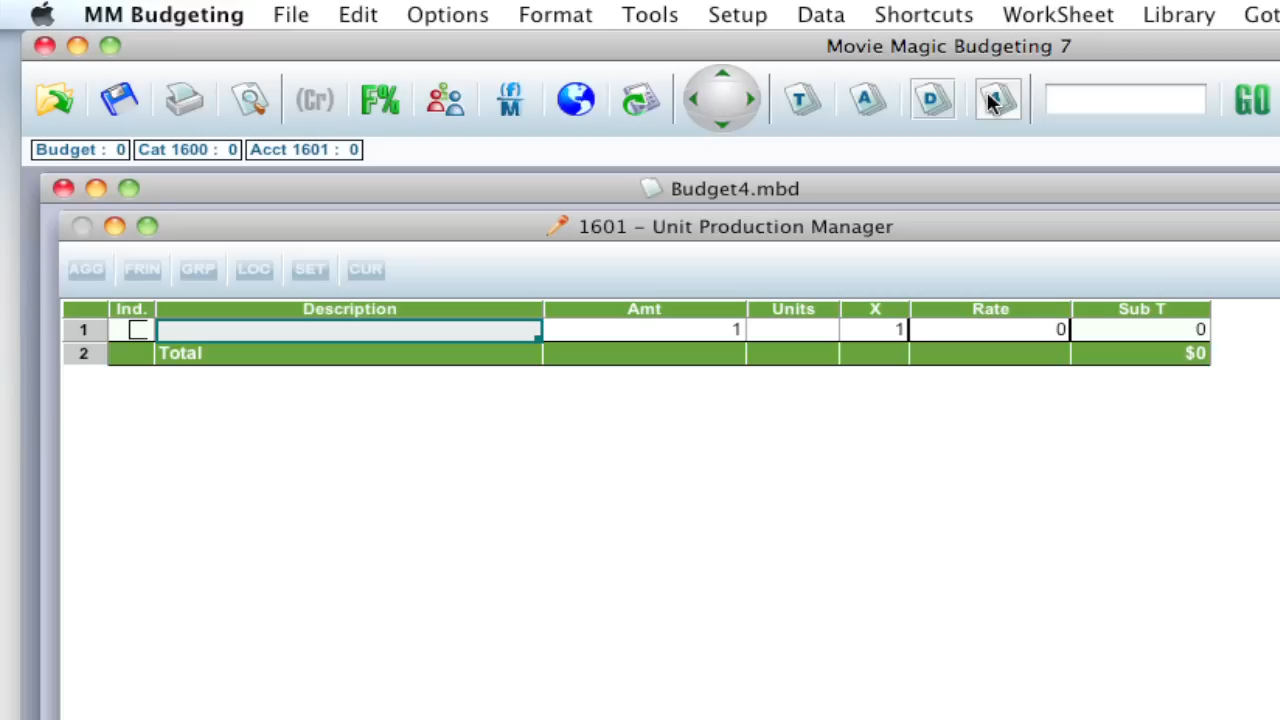 MM Budgeting File Edit Options Format Tools Setup Data Shortcuts WorkSheet Library Got
Movie Magic Budgeting 7
(Cr) F% (f) M T A D GO
Budget : 0 Cat 1600 : 0 Acct 1601 : 0
Budget4.mbd
1601 – Unit Production Manager
AGG FRIN GRP LOC SET CUR
Ind. Description Amt Units X Rate Sub T
1 1 1 0 0
2 Total $0